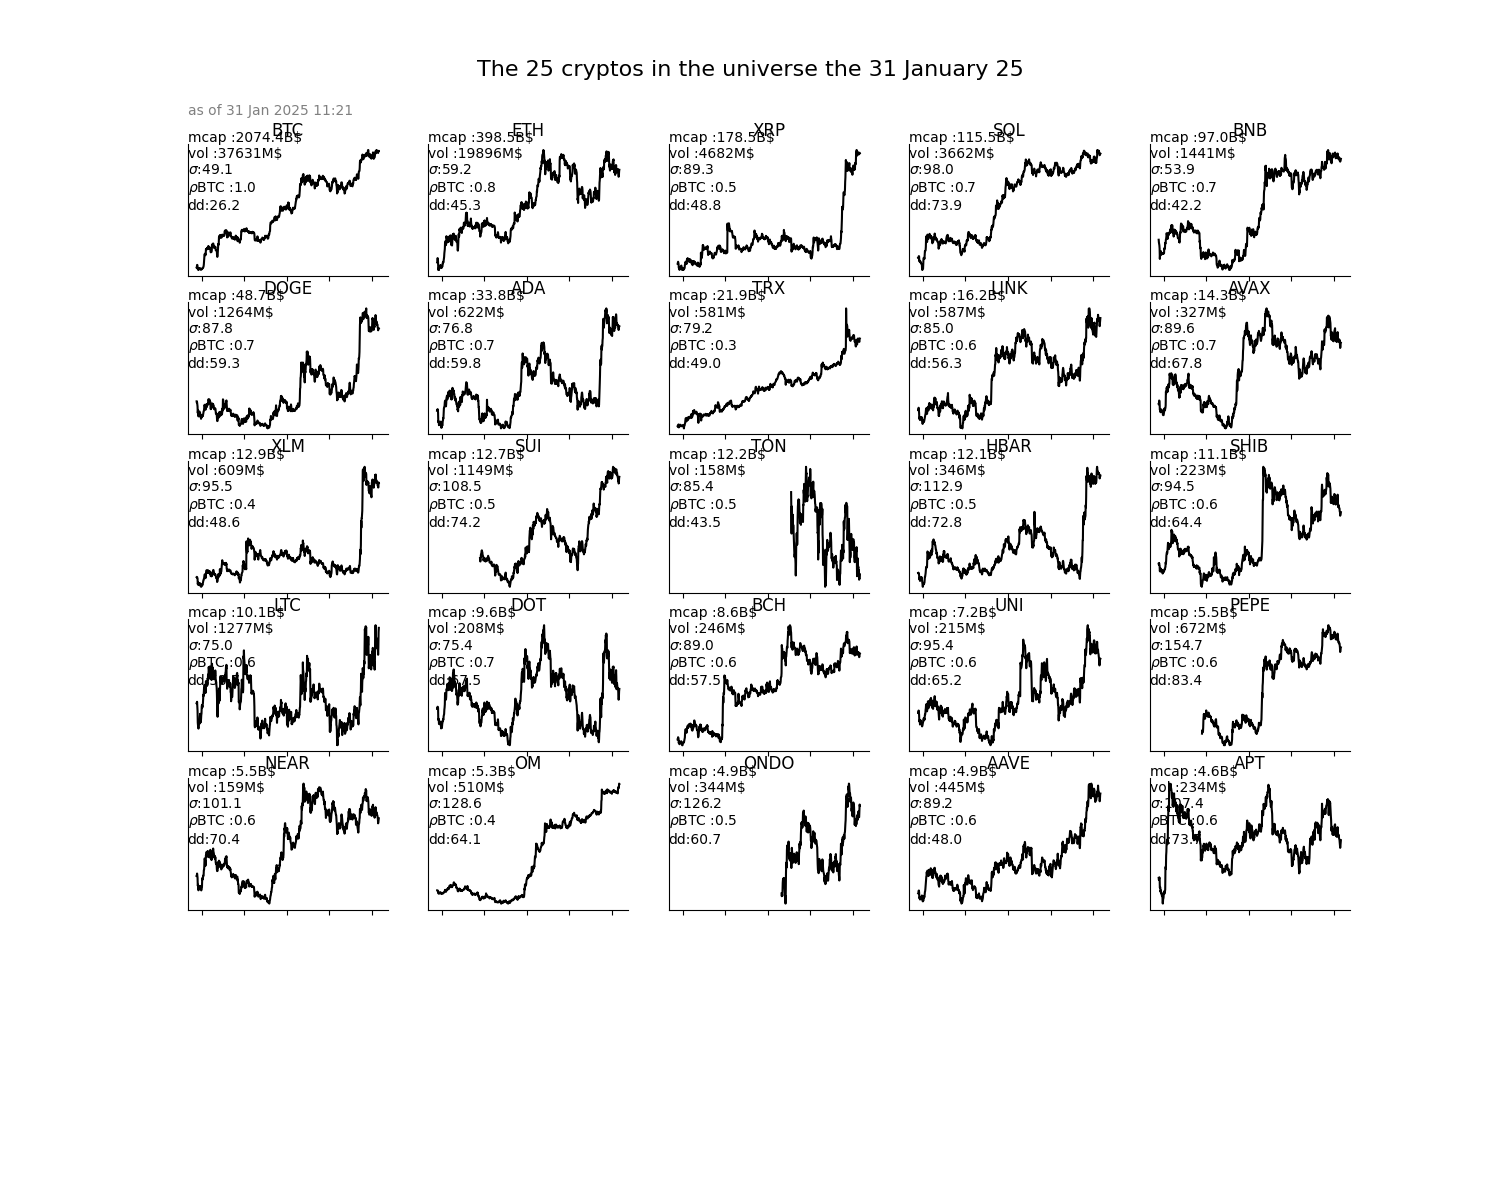 The 25 cryptos in the universe the 31 January 25
as of 31 Jan 2025 11:21
BTC
mcap :2074.4B$
vol :37631M$
σ:49.1
ρBTC :1.0
dd:26.2
ETH
mcap :398.5B$
vol :19896M$
σ:59.2
ρBTC :0.8
dd:45.3
XRP
mcap :178.5B$
vol :4682M$
σ:89.3
ρBTC :0.5
dd:48.8
SOL
mcap :115.5B$
vol :3662M$
σ:98.0
ρBTC :0.7
dd:73.9
BNB
mcap :97.0B$
vol :1441M$
σ:53.9
ρBTC :0.7
dd:42.2
DOGE
mcap :48.7B$
vol :1264M$
σ:87.8
ρBTC :0.7
dd:59.3
ADA
mcap :33.8B$
vol :622M$
σ:76.8
ρBTC :0.7
dd:59.8
TRX
mcap :21.9B$
vol :581M$
σ:79.2
ρBTC :0.3
dd:49.0
LINK
mcap :16.2B$
vol :587M$
σ:85.0
ρBTC :0.6
dd:56.3
AVAX
mcap :14.3B$
vol :327M$
σ:89.6
ρBTC :0.7
dd:67.8
XLM
mcap :12.9B$
vol :609M$
σ:95.5
ρBTC :0.4
dd:48.6
SUI
mcap :12.7B$
vol :1149M$
σ:108.5
ρBTC :0.5
dd:74.2
TON
mcap :12.2B$
vol :158M$
σ:85.4
ρBTC :0.5
dd:43.5
HBAR
mcap :12.1B$
vol :346M$
σ:112.9
ρBTC :0.5
dd:72.8
SHIB
mcap :11.1B$
vol :223M$
σ:94.5
ρBTC :0.6
dd:64.4
LTC
mcap :10.1B$
vol :1277M$
σ:75.0
ρBTC :0.6
DOT
mcap :9.6B$
vol :208M$
σ:75.4
ρBTC :0.7
dd:57.5
BCH
mcap :8.6B$
vol :246M$
σ:89.0
ρBTC :0.6
dd:57.5
UNI
mcap :7.2B$
vol :215M$
σ:95.4
ρBTC :0.6
dd:65.2
PEPE
mcap :5.5B$
vol :672M$
σ:154.7
ρBTC :0.6
dd:83.4
NEAR
mcap :5.5B$
vol :159M$
σ:101.1
ρBTC :0.6
dd:70.4
OM
mcap :5.3B$
vol :510M$
σ:128.6
ρBTC :0.4
dd:64.1
ONDO
mcap :4.9B$
vol :344M$
σ:126.2
ρBTC :0.5
dd:60.7
AAVE
mcap :4.9B$
vol :445M$
σ:89.2
ρBTC :0.6
dd:48.0
APT
mcap :4.6B$
vol :234M$
σ:107.4
ρBTC :0.6